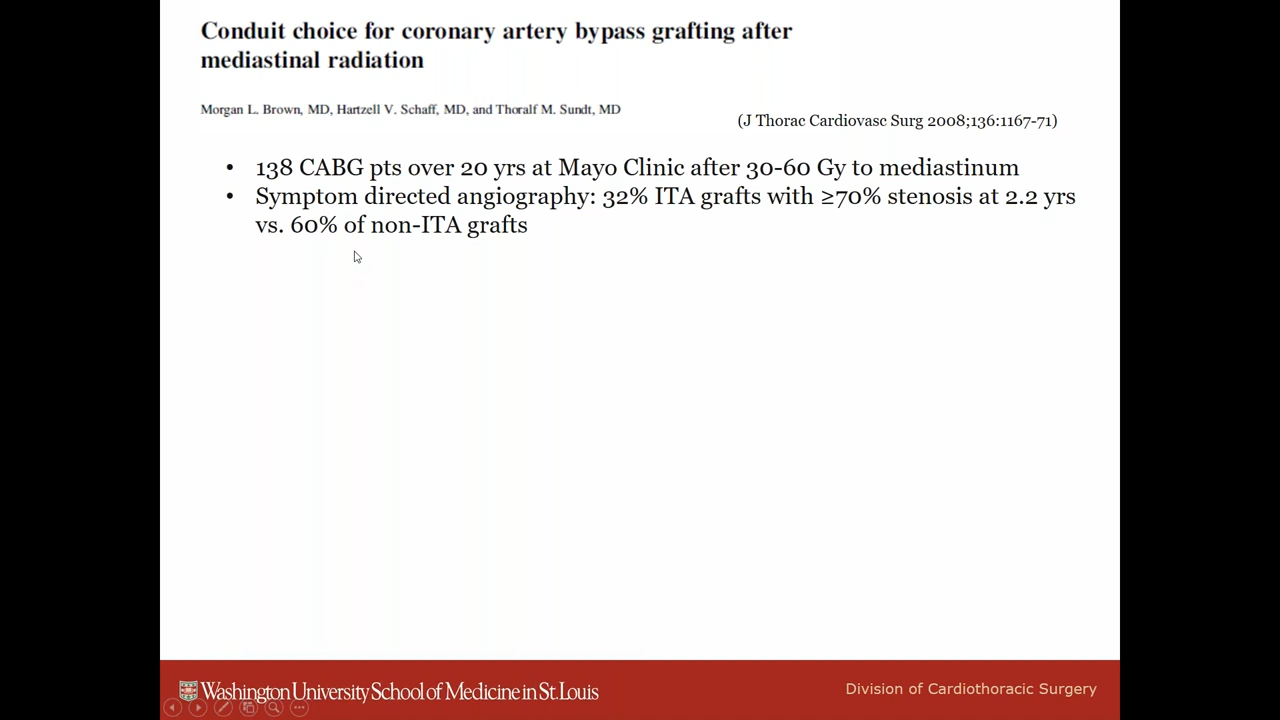 Conduit choice for coronary artery bypass grafting after
mediastinal radiation
Morgan L. Brown, MD, Hartzell V. Schaff, MD, and Thoralf M. Sundt, MD
(J Thorac Cardiovasc Surg 2008;136:1167-71)
• 138 CABG pts over 20 yrs at Mayo Clinic after 30-60 Gy to mediastinum
• Symptom directed angiography: 32% ITA grafts with ≥70% stenosis at 2.2 yrs
vs. 60% of non-ITA grafts
Washington University School of Medicine in St. Louis
Division of Cardiothoracic Surgery